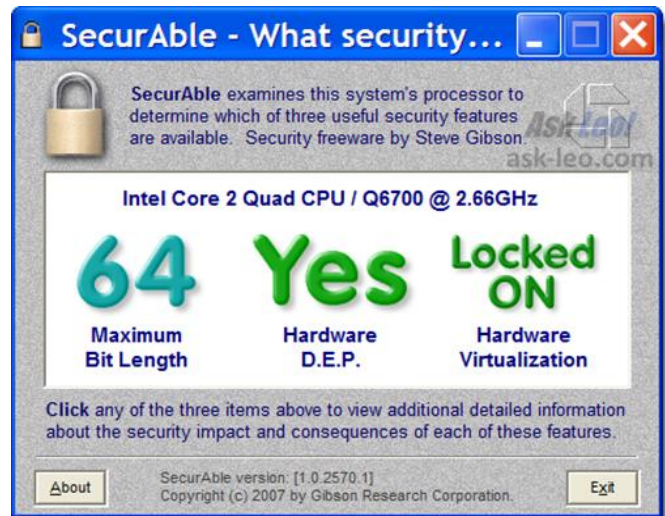 SecurAble - What security...
SecurAble examines this system's processor to
determine which of three useful security features
are available. Security freeware by Steve Gibson.
Ask Leo!
ask-leo.com
Intel Core 2 Quad CPU / Q6700 @ 2.66GHz
64 Yes Locked
ON
Maximum Hardware Hardware
Bit Length D.E.P. Virtualization
Click any of the three items above to view additional detailed information
about the security impact and consequences of each of these features.
About SecurAble version: [1.0.2570.1] Exit
Copyright (c) 2007 by Gibson Research Corporation.